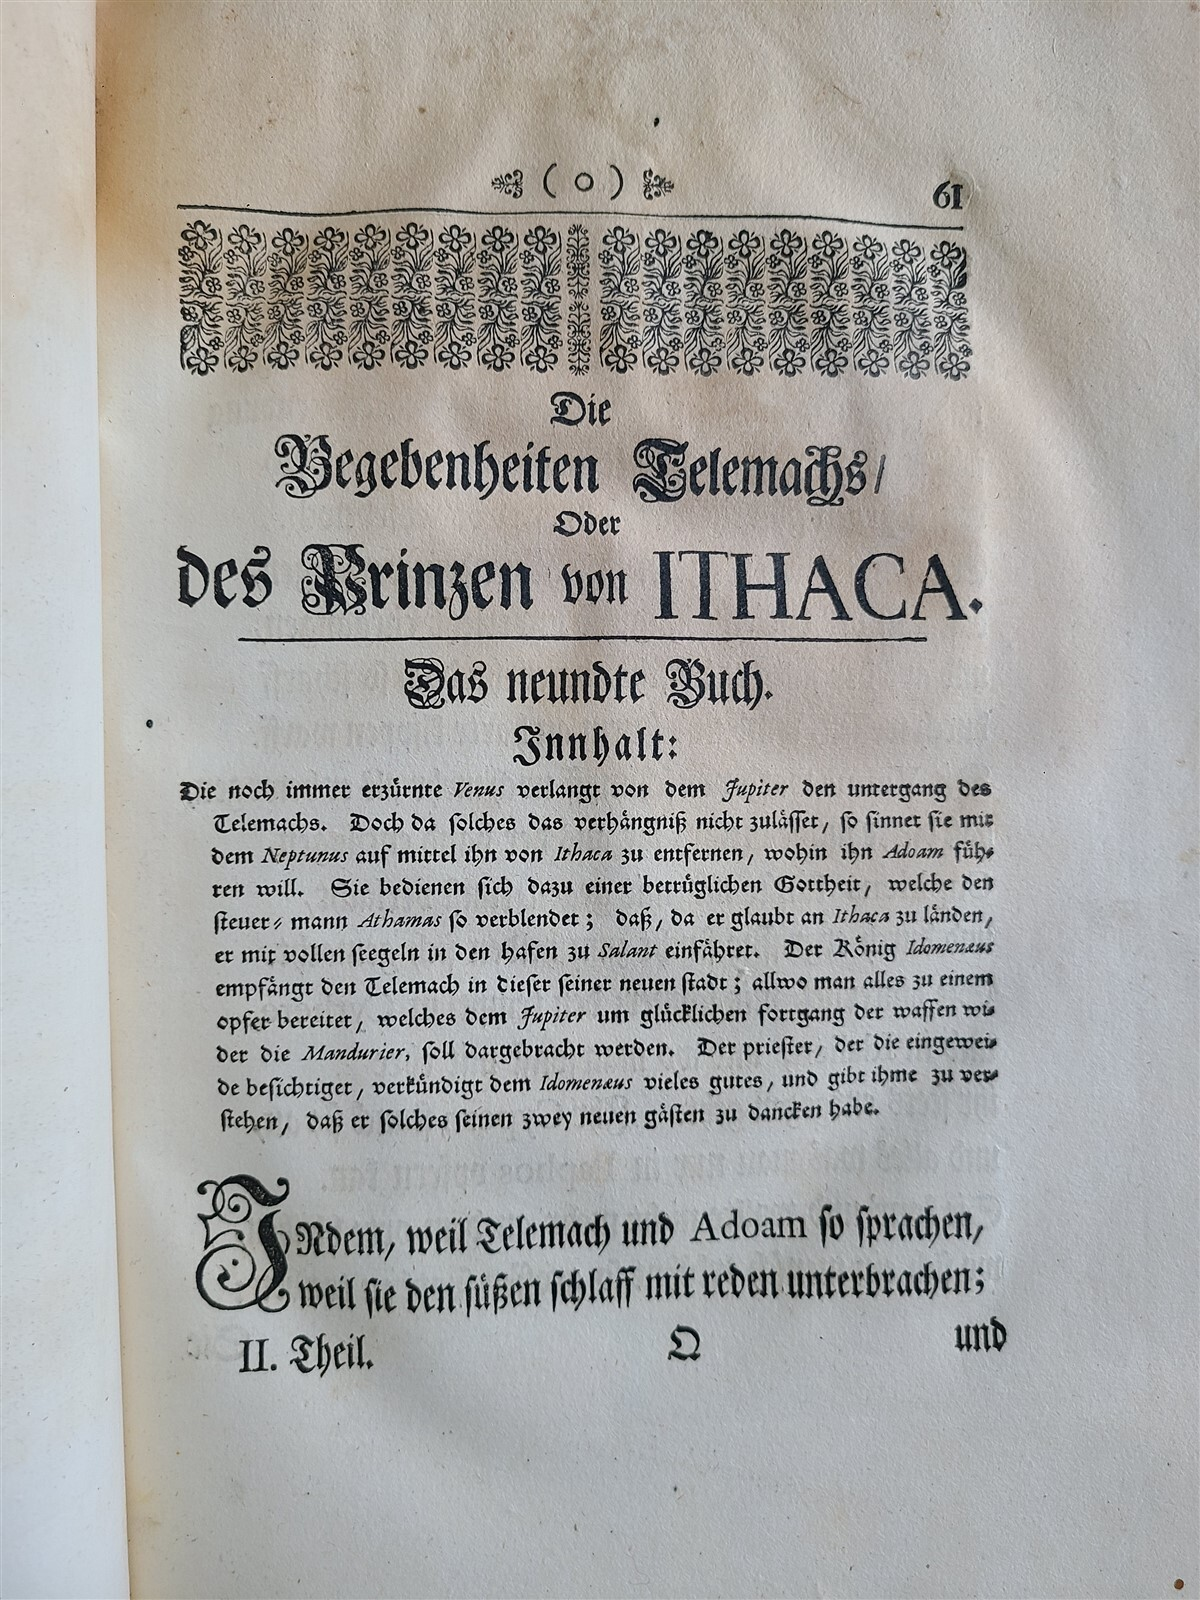 ( O ) 61
Die
Begebenheiten Telemachs/
Oder
des Prinzen von ITHACA.
Das neundte Buch.
Innhalt:
Die noch immer erzürnte Venus verlangt von dem Jupiter den untergang des
Telemachs. Doch da solches das verhängniß nicht zulässet, so sinnet sie mit
dem Neptunus auf mittel ihn von Ithaca zu entfernen, wohin ihn Adoam füh-
ren will. Sie bedienen sich dazu einer betrüglichen Gottheit, welche den
steuer-mann Athamas so verblendet; daß, da er glaubt an Ithaca zu länden,
er mit vollen seegeln in den hafen zu Salant einfähret. Der König Idomenæus
empfängt den Telemach in dieser seiner neuen stadt; allwo man alles zu einem
opfer bereitet, welches dem Jupiter um glücklichen fortgang der waffen wi-
der die Mandurier, soll dargebracht werden. Der priester, der die eingewei-
de besichtiget, verkündigt dem Idomenæus vieles gutes, und gibt ihme zu ver-
stehen, daß er solches seinen zwey neuen gästen zu dancken habe.
INdem, weil Telemach und Adoam so sprachen,
weil sie den süßen schlaff mit reden unterbrachen;
II. Theil. Q und